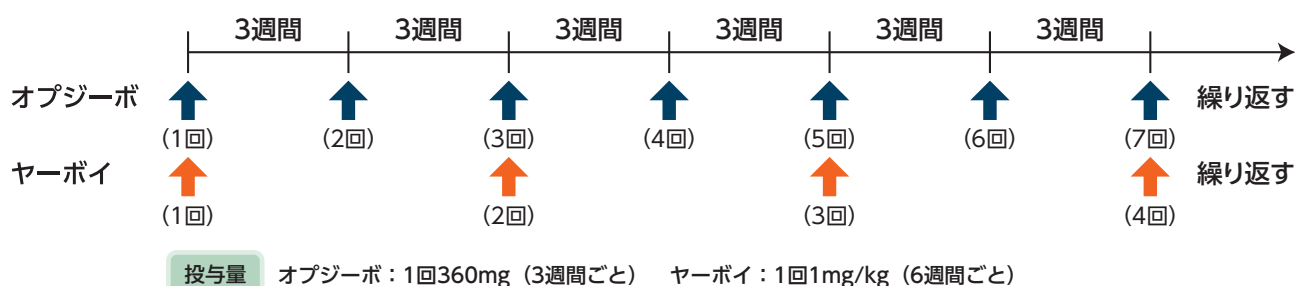 3週間 3週間 3週間 3週間 3週間 3週間
オプジーボ 繰り返す
(1回) (2回) (3回) (4回) (5回) (6回) (7回)
ヤーボイ 繰り返す
(1回) (2回) (3回) (4回)
投与量 オプジーボ：1回360mg（3週間ごと） ヤーボイ：1回1mg/kg（6週間ごと）